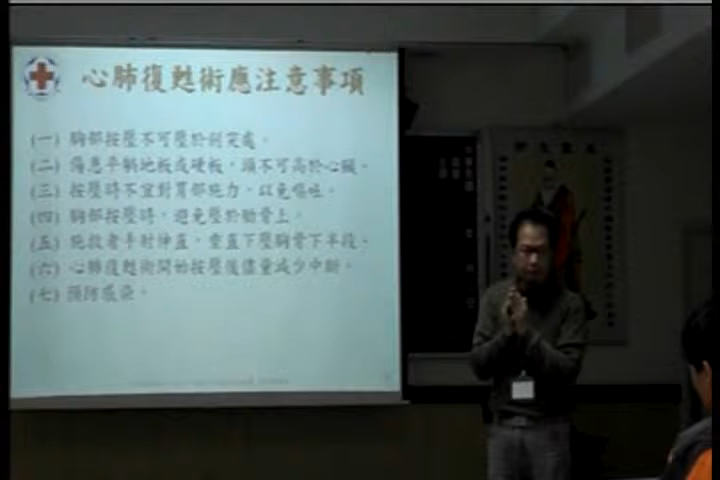 心肺復甦術應注意事項
(一) 胸部按壓不可壓於劍突處。
(二) 傷患平躺地板或硬板，頭不可高於心臟。
(三) 按壓時不宜對胃部施力，以免嘔吐。
(四) 胸部按壓時，避免壓於肋骨上。
(五) 施救者手肘伸直，垂直下壓胸骨下半段。
(六) 心肺復甦術開始按壓後儘量減少中斷。
(七) 預防感染。